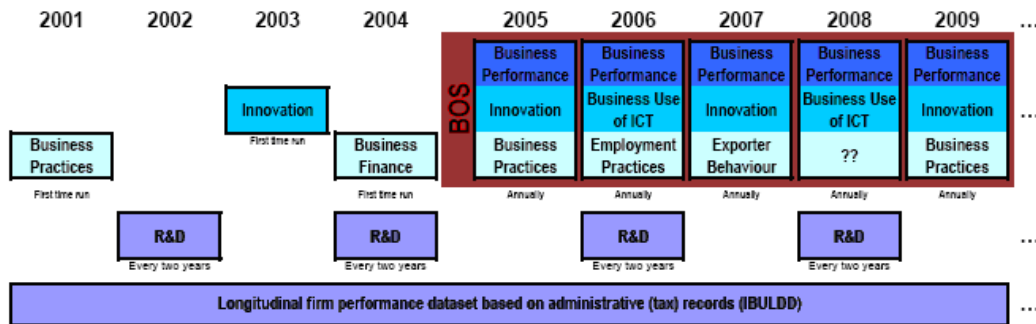 2001 2002 2003 2004 2005 2006 2007 2008 2009 ...
BOS
Business Performance
Business Performance
Business Performance
Business Performance
Business Performance
Innovation
First time run
Innovation
Business Use of ICT
Innovation
Business Use of ICT
Innovation
...
Business Practices
First time run
Business Finance
First time run
Business Practices
Annually
Employment Practices
Annually
Exporter Behaviour
Annually
??
Annually
Business Practices
Annually
...
R&D
Every two years
R&D
Every two years
R&D
Every two years
R&D
Every two years
...
Longitudinal firm performance dataset based on administrative (tax) records (IBULDD)
...